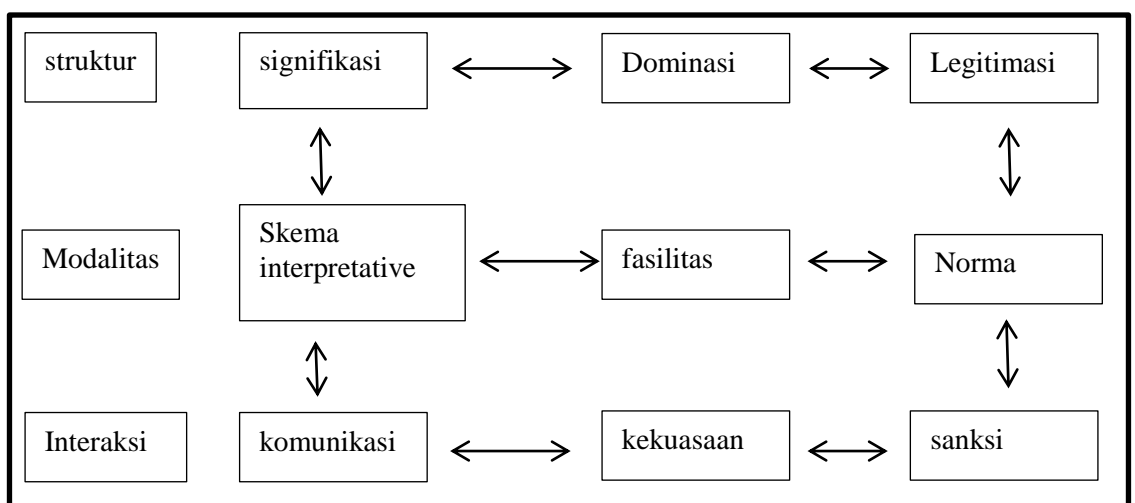 struktur
signifikasi
Dominasi
Legitimasi
Modalitas
Skema
interpretative
fasilitas
Norma
Interaksi
komunikasi
kekuasaan
sanksi